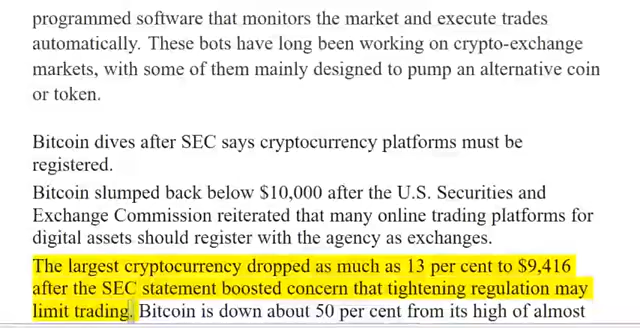 programmed software that monitors the market and execute trades
automatically. These bots have long been working on crypto-exchange
markets, with some of them mainly designed to pump an alternative coin
or token.
Bitcoin dives after SEC says cryptocurrency platforms must be
registered.
Bitcoin slumped back below $10,000 after the U.S. Securities and
Exchange Commission reiterated that many online trading platforms for
digital assets should register with the agency as exchanges.
The largest cryptocurrency dropped as much as 13 per cent to $9,416
after the SEC statement boosted concern that tightening regulation may
limit trading. Bitcoin is down about 50 per cent from its high of almost